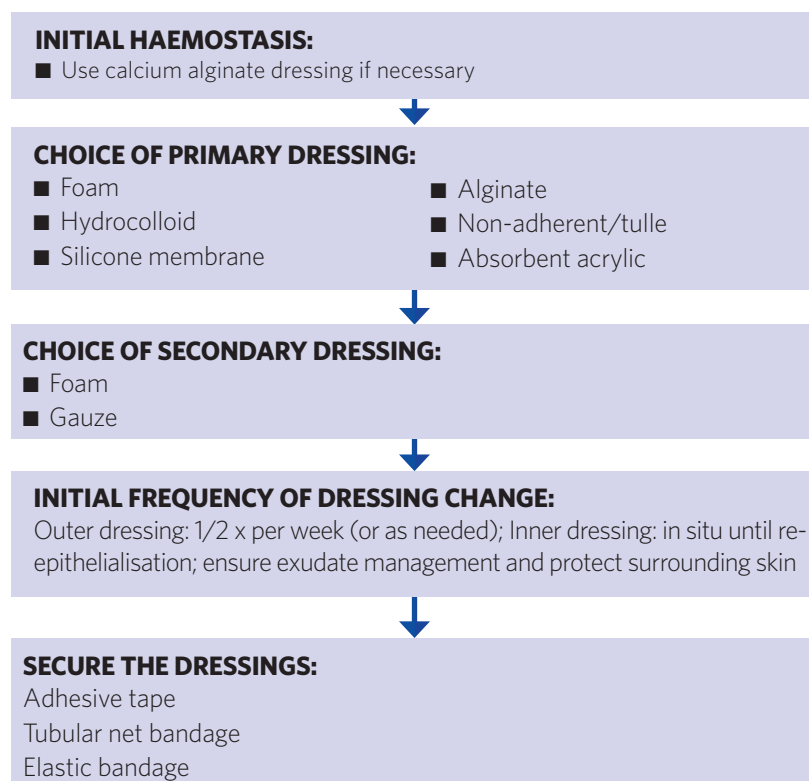 INITIAL HAEMOSTASIS:
■ Use calcium alginate dressing if necessary
CHOICE OF PRIMARY DRESSING:
■ Foam
■ Hydrocolloid
■ Silicone membrane
■ Alginate
■ Non-adherent/tulle
■ Absorbent acrylic
CHOICE OF SECONDARY DRESSING:
■ Foam
■ Gauze
INITIAL FREQUENCY OF DRESSING CHANGE:
Outer dressing: 1/2 x per week (or as needed); Inner dressing: in situ until re-
epithelialisation; ensure exudate management and protect surrounding skin
SECURE THE DRESSINGS:
Adhesive tape
Tubular net bandage
Elastic bandage